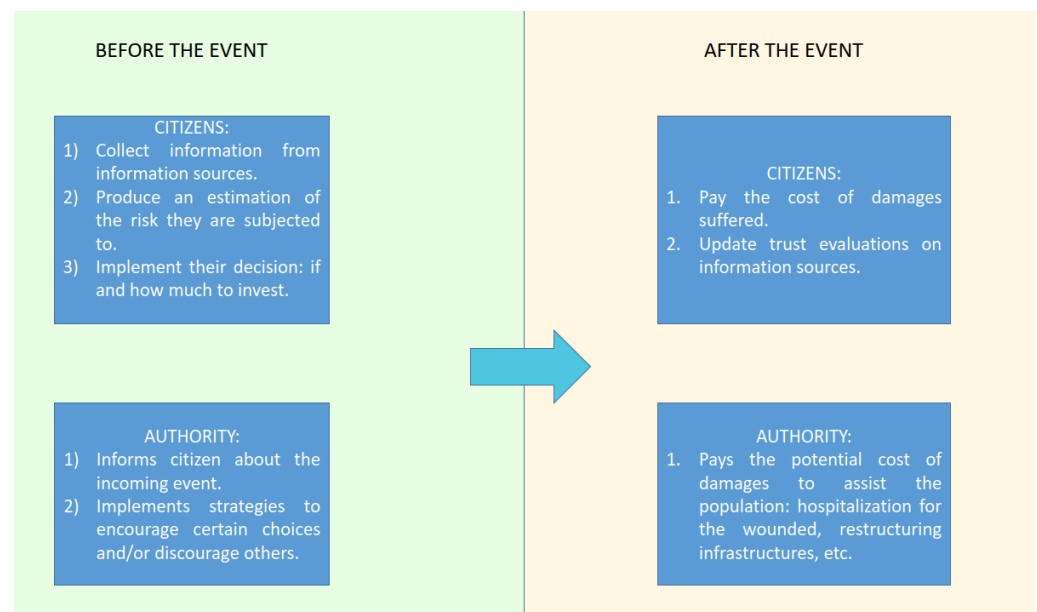 BEFORE THE EVENT
CITIZENS:
1) Collect information from
information sources.
2) Produce an estimation of
the risk they are subjected
to.
3) Implement their decision: if
and how much to invest.
AUTHORITY:
1) Informs citizen about the
incoming event.
2) Implements strategies to
encourage certain choices
and/or discourage others.
AFTER THE EVENT
CITIZENS:
1. Pay the cost of damages
suffered.
2. Update trust evaluations on
information sources.
AUTHORITY:
1. Pays the potential cost of
damages to assist the
population: hospitalization for
the wounded, restructuring
infrastructures, etc.